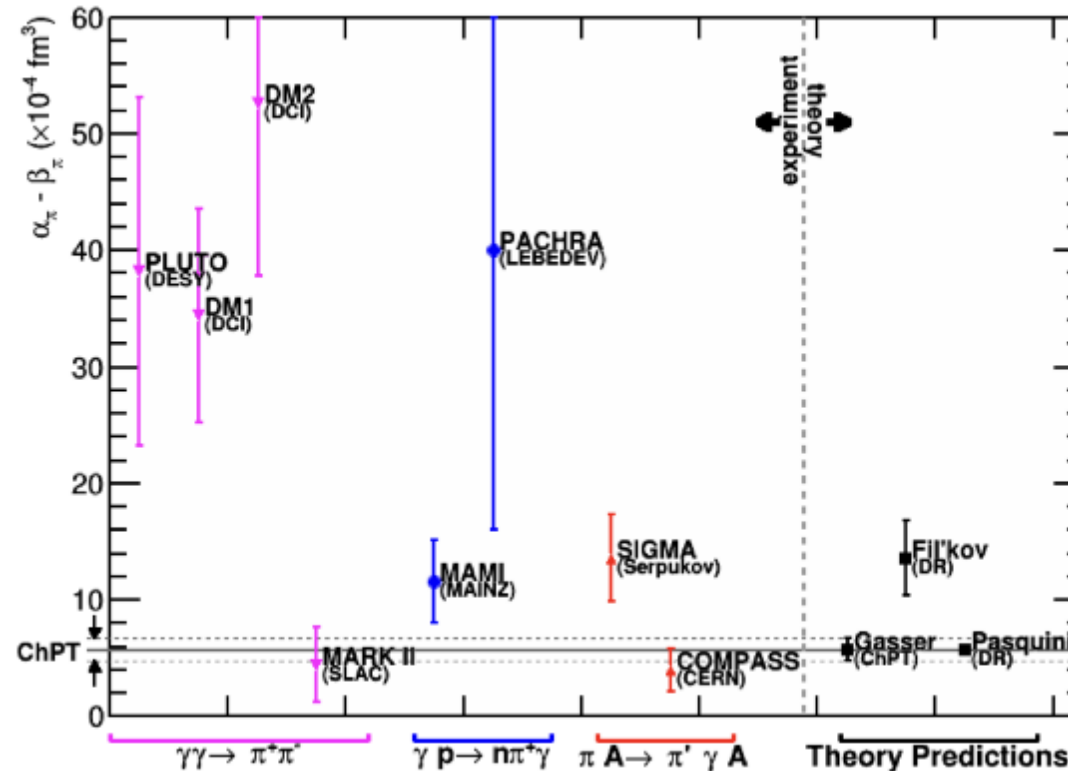 α_π - β_π (×10⁻⁴ fm³)
60
50
40
30
20
10
0
ChPT
PLUTO
(DESY)
DM1
(DCI)
DM2
(DCI)
MARK II
(SLAC)
MAMI
(MAINZ)
PACHRA
(LEBEDEV)
SIGMA
(Serpukov)
COMPASS
(CERN)
experiment
theory
Fil'kov
(DR)
Gasser
(ChPT)
Pasquini
(DR)
γγ→ π⁺π⁻
γ p→ nπ⁺γ
π A→ π' γ A
Theory Predictions